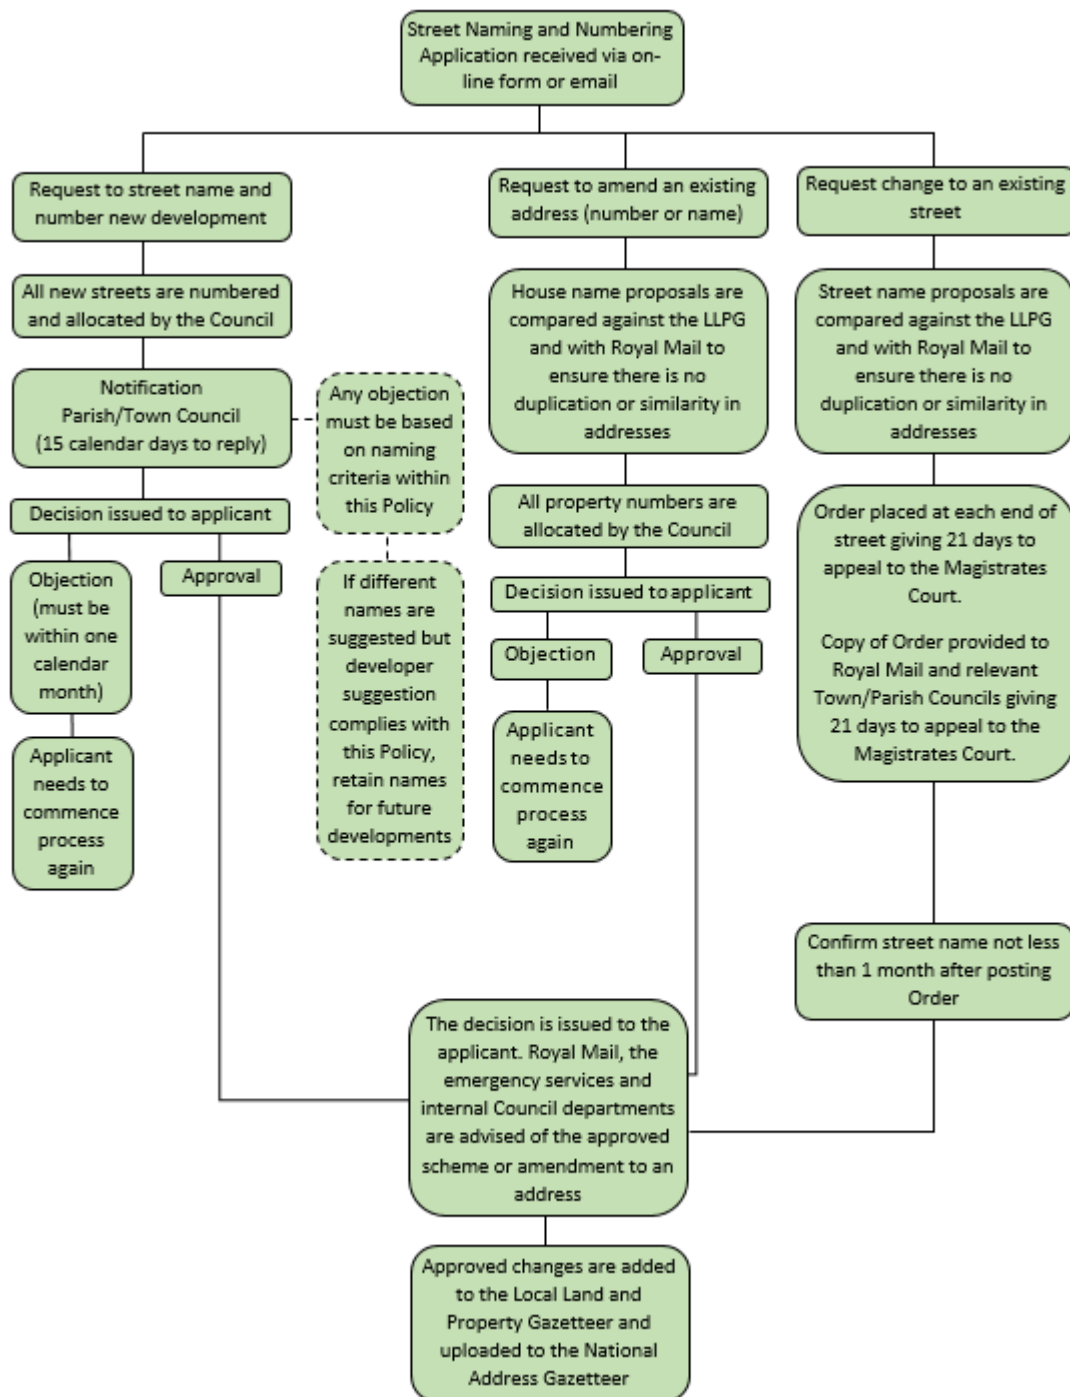 Street Naming and Numbering
Application received via on-
line form or email
Request to street name and
number new development
Request to amend an existing
address (number or name)
Request change to an existing
street
All new streets are numbered
and allocated by the Council
House name proposals are
compared against the LLPG
and with Royal Mail to
ensure there is no
duplication or similarity in
addresses
Street name proposals are
compared against the LLPG
and with Royal Mail to
ensure there is no
duplication or similarity in
addresses
Notification
Parish/Town Council
(15 calendar days to reply)
Any objection
must be based
on naming
criteria within
this Policy
If different
names are
suggested but
developer
suggestion
complies with
this Policy,
retain names
for future
developments
Decision issued to applicant
Objection
(must be
within one
calendar
month)
Approval
Applicant
needs to
commence
process
again
All property numbers are
allocated by the Council
Decision issued to applicant
Objection
Approval
Applicant
needs to
commence
process
again
Order placed at each end of
street giving 21 days to
appeal to the Magistrates
Court.
Copy of Order provided to
Royal Mail and relevant
Town/Parish Councils giving
21 days to appeal to the
Magistrates Court.
Confirm street name not less
than 1 month after posting
Order
The decision is issued to the
applicant. Royal Mail, the
emergency services and
internal Council departments
are advised of the approved
scheme or amendment to an
address
Approved changes are added
to the Local Land and
Property Gazetteer and
uploaded to the National
Address Gazetteer